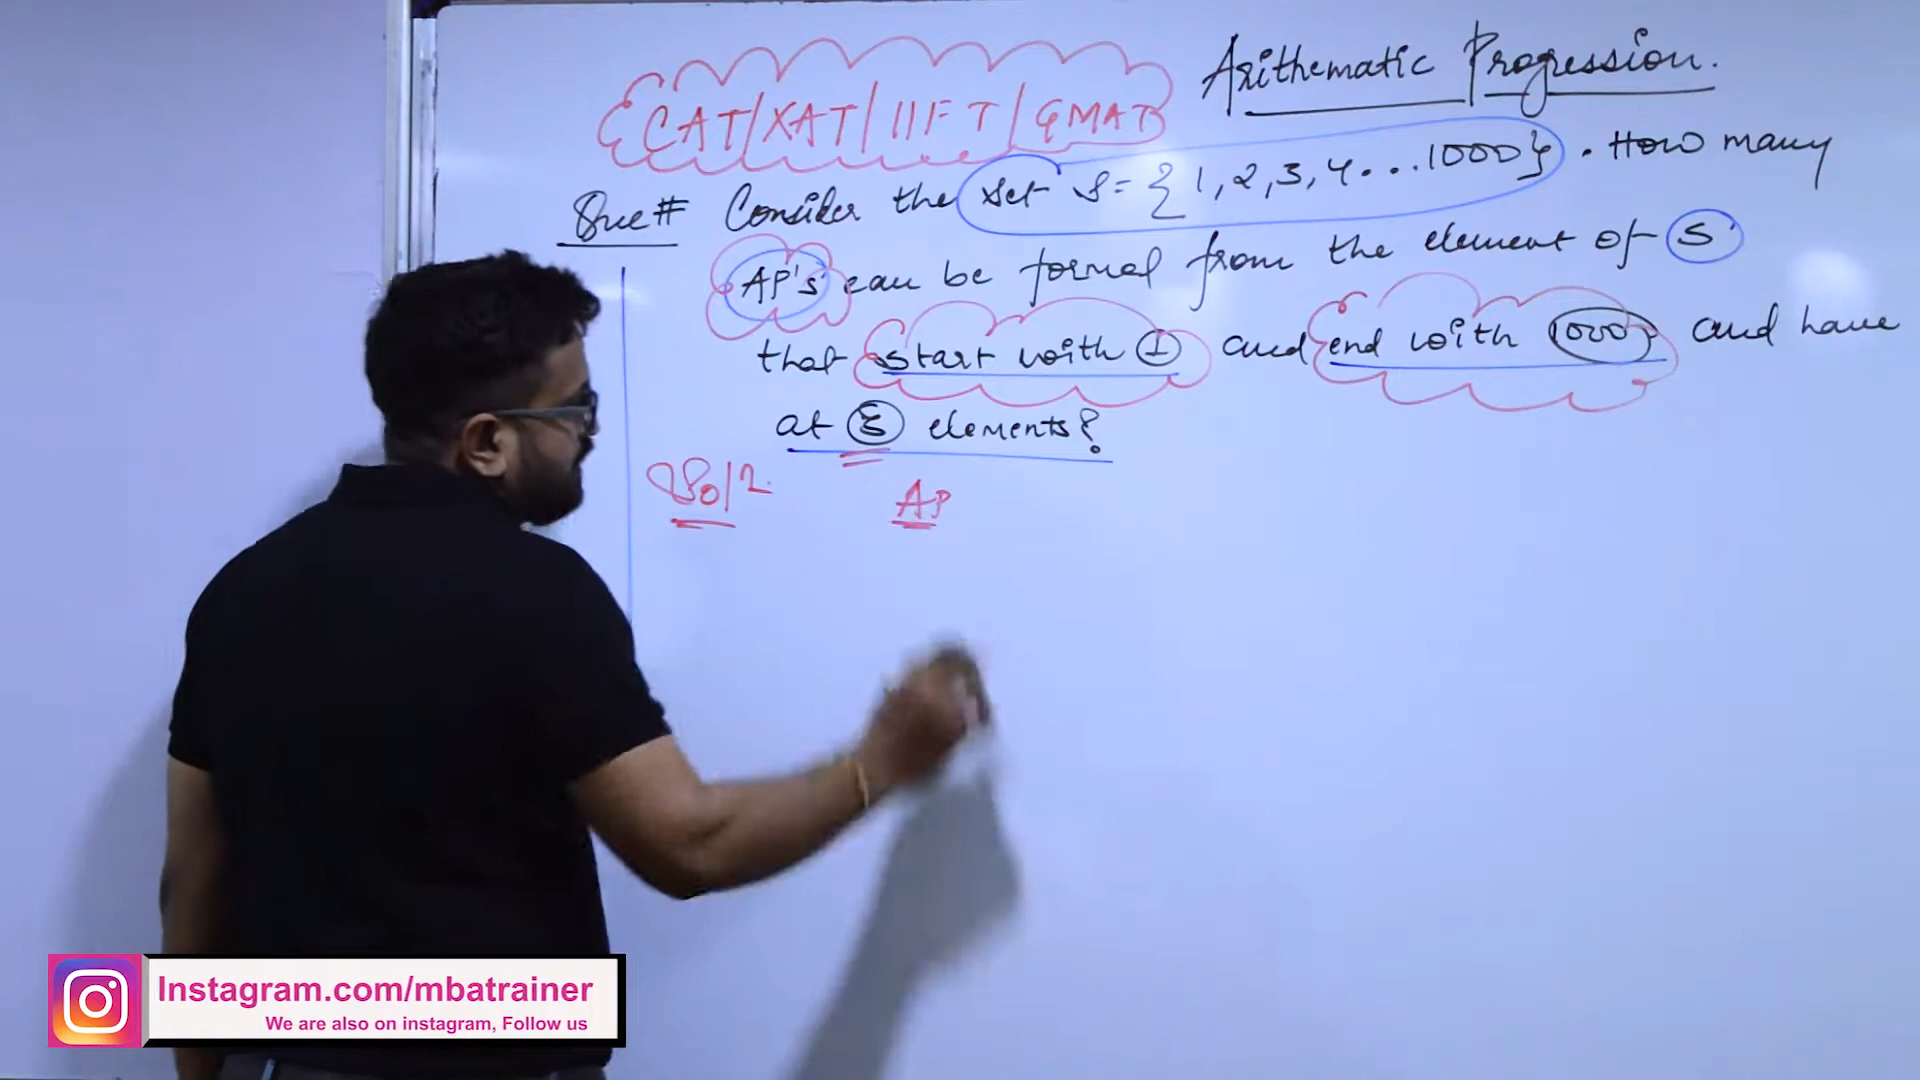 Arithematic Progression.
CAT/XAT/IIFT/GMAT
Que# Consider the set S = { 1, 2, 3, 4 . . . 1000} . How many
AP's can be formed from the element of S
that start with 1 and end with 1000 and have
at 3 elements?
Sol2. AP
Instagram.com/mbatrainer
We are also on instagram, Follow us